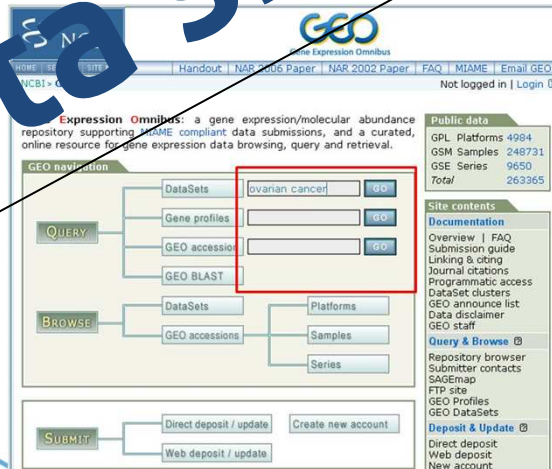 ta S
NC
GEO
Gene Expression Omnibus
HOME
SITE
Handout | NAR 2006 Paper | NAR 2002 Paper | FAQ | MIAME | Email GEO
NCBI »
Not logged in | Login
Expression Omnibus: a gene expression/molecular abundance
repository supporting MIAME compliant data submissions, and a curated,
online resource for gene expression data browsing, query and retrieval.
GEO navigation
QUERY
DataSets
ovarian cancer
GO
Gene profiles
GO
GEO accession
GO
GEO BLAST
BROWSE
DataSets
Platforms
GEO accessions
Samples
Series
SUBMIT
Direct deposit / update
Create new account
Web deposit / update
Public data
GPL Platforms 4984
GSM Samples 248731
GSE Series 9650
Total 263365
Site contents
Documentation
Overview | FAQ
Submission guide
Linking & citing
Journal citations
Programmatic access
DataSet clusters
GEO announce list
Data disclaimer
GEO staff
Query & Browse
Repository browser
Submitter contacts
SAGEmap
FTP site
GEO Profiles
GEO DataSets
Deposit & Update
Direct deposit
Web deposit
New account